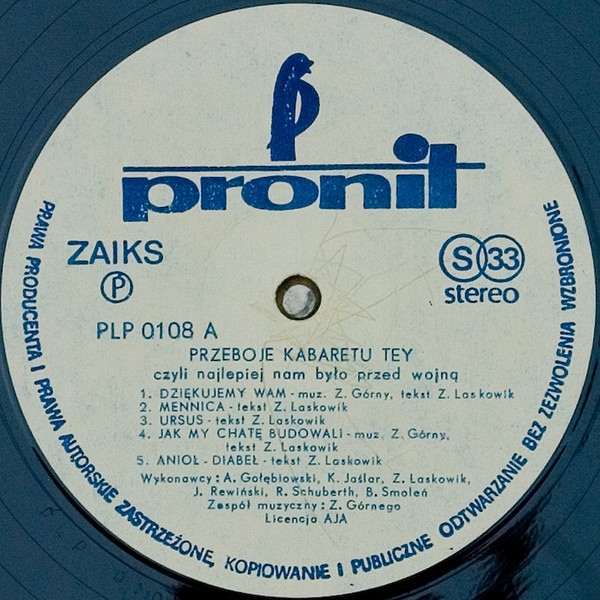 pronit
ZAIKS
P
S 33
stereo
PLP 0108 A
PRZEBOJE KABARETU TEY
czyli najlepiej nam było przed wojną
1. DZIĘKUJEMY WAM - muz. Z. Górny, tekst Z. Laskowik
2. MENNICA - tekst Z. Laskowik
3. URSUS - tekst Z. Laskowik
4. JAK MY CHATĘ BUDOWALI - muz. Z. Górny,
tekst Z. Laskowik
5. ANIOŁ - DIABEŁ - tekst Z. Laskowik
Wykonawcy: A. Gołębiowski, K. Jaślar, Z. Laskowik,
J. Rewiński, R. Schuberth, B. Smoleń
Zespół muzyczny: Z. Górnego
Licencja AJA
PRAWA PRODUCENTA I PRAWA AUTORSKIE ZASTRZEŻONE, KOPIOWANIE I PUBLICZNE ODTWARZANIE BEZ ZEZWOLENIA WZBRONIONE